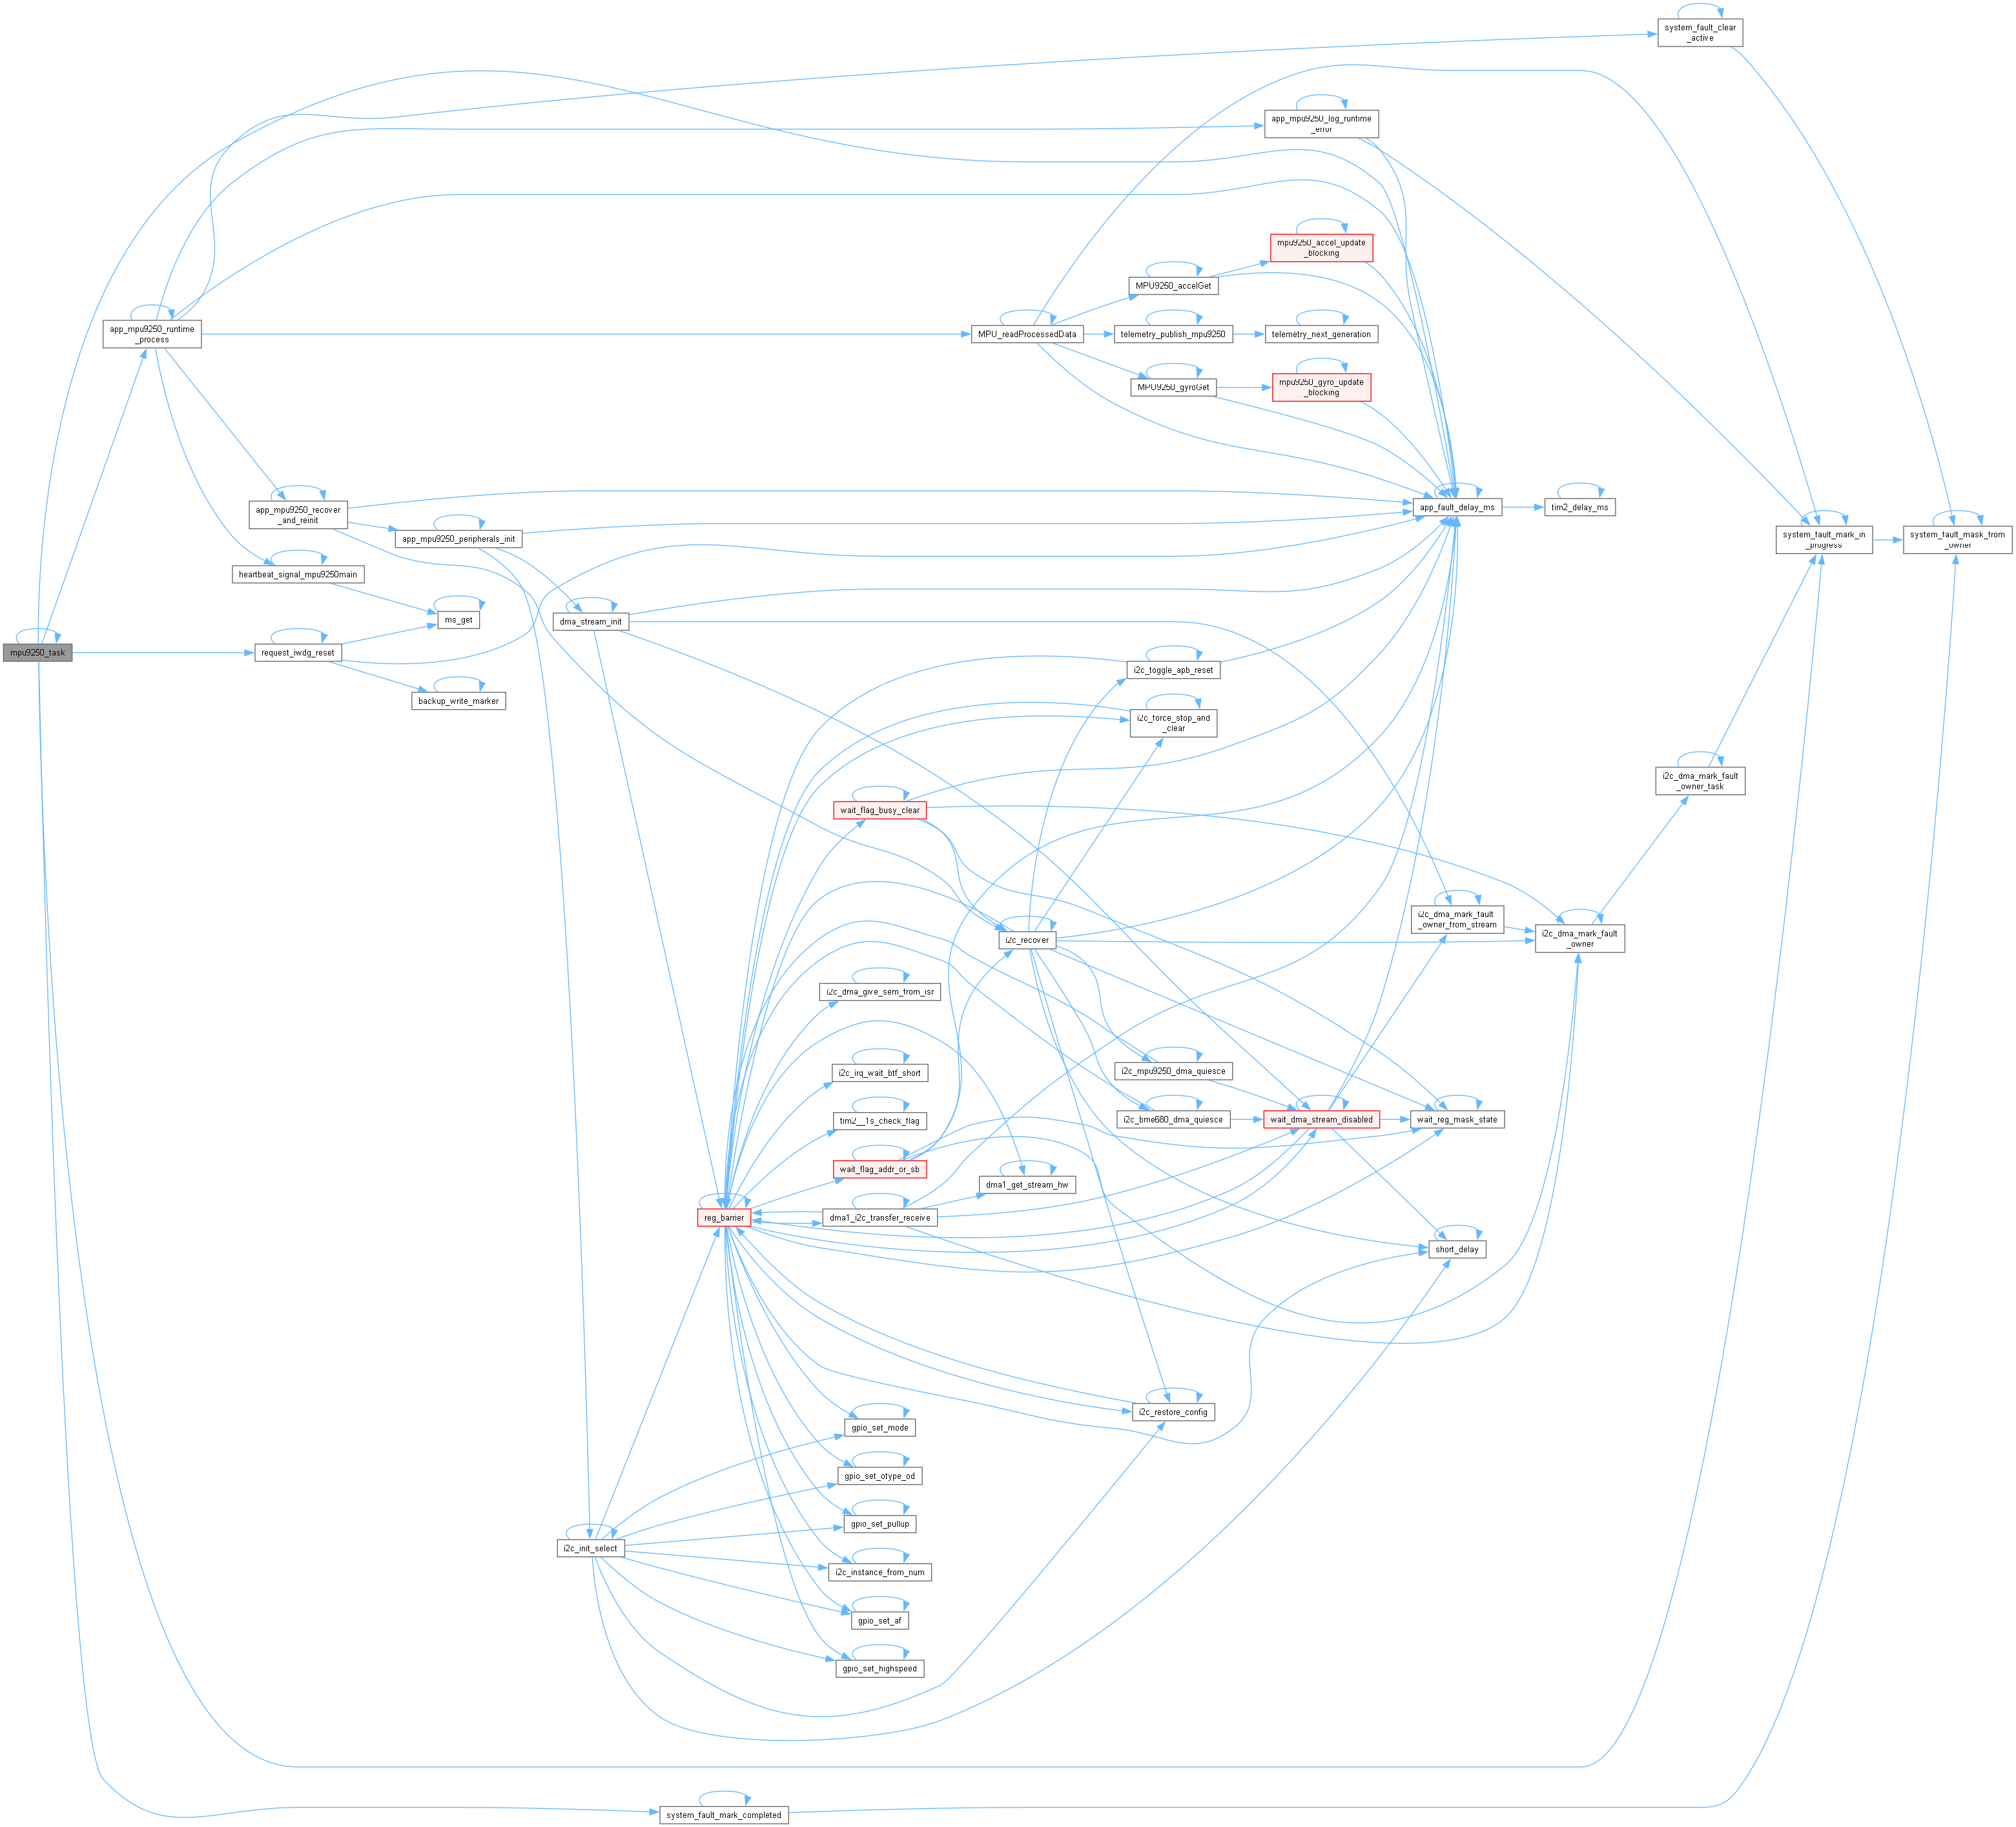 system_fault_clear
_active
app_mpu9250_log_runtime
_error
mpu9250_accel_update
_blocking
MPU9250_accelGet
app_mpu9250_runtime
_process
MPU_readProcessedData
telemetry_publish_mpu9250
telemetry_next_generation
MPU9250_gyroGet
mpu9250_gyro_update
_blocking
app_mpu9250_recover
_and_reinit
app_fault_delay_ms
tim2_delay_ms
app_mpu9250_peripherals_init
system_fault_mark_in
_progress
system_fault_mask_from
_owner
heartbeat_signal_mpu9250main
ms_get
dma_stream_init
mpu9250_task
request_iwdg_reset
i2c_toggle_apb_reset
backup_write_marker
i2c_force_stop_and
_clear
i2c_dma_mark_fault
_owner_task
wait_flag_busy_clear
i2c_dma_mark_fault
_owner_from_stream
i2c_recover
i2c_dma_mark_fault
_owner
i2c_dma_give_sem_from_isr
i2c_irq_wait_btf_short
i2c_mpu9250_dma_quiesce
tim2__1s_check_flag
i2c_bme680_dma_quiesce
wait_dma_stream_disabled
wait_reg_mask_state
wait_flag_addr_or_sb
dma1_get_stream_hw
reg_barrier
dma1_i2c_transfer_receive
short_delay
i2c_restore_config
gpio_set_mode
gpio_set_otype_od
gpio_set_pullup
i2c_init_select
i2c_instance_from_num
gpio_set_af
gpio_set_highspeed
system_fault_mark_completed